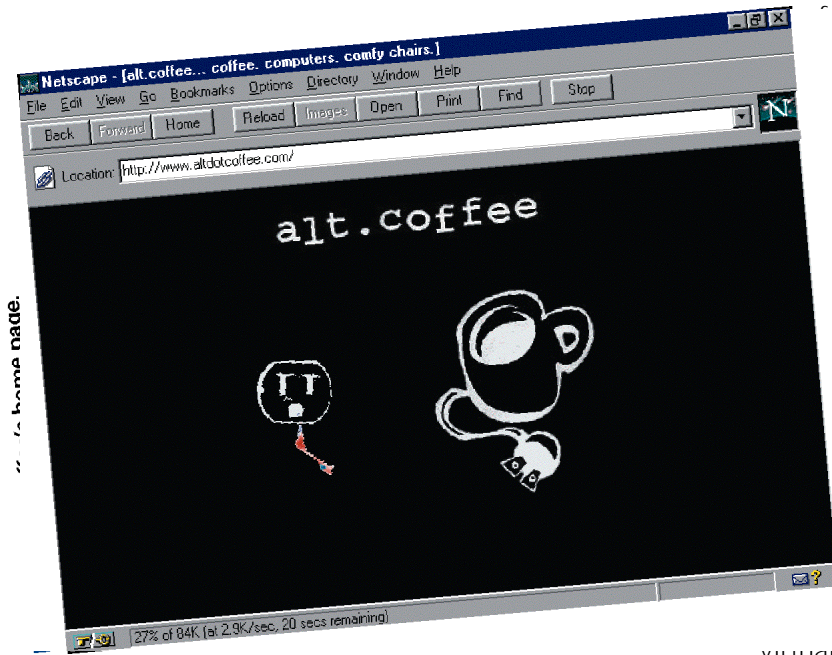 Netscape - [alt.coffee... coffee. computers. comfy chairs.]
File Edit View Go Bookmarks Options Directory Window Help
Back Forward Home Reload Images Open Print Find Stop
Location: http://www.altdotcoffee.com/
N
alt.coffee
home page.
27% of 84K (at 2.9K/sec, 20 secs remaining)